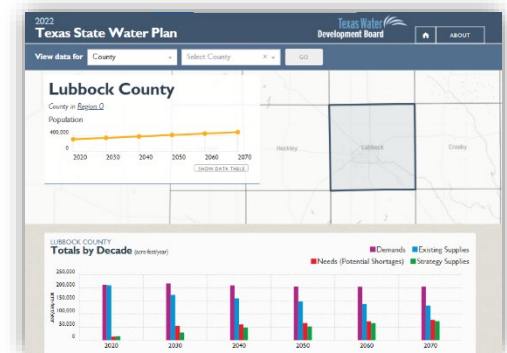 2022
Texas State Water Plan
Texas Water
Development Board
ABOUT
View data for County Select County × GO
Lubbock County
County in Region O
Population
400,000
0
2020 2030 2040 2050 2060 2070
SHOW DATA TABLE
Hockley
Lubbock
Crosby
LUBBOCK COUNTY
Totals by Decade (acre-feet/year)
Demands Existing Supplies
Needs (Potential Shortages) Strategy Supplies
250,000
200,000
150,000
100,000
50,000
0
2020 2030 2040 2050 2060 2070